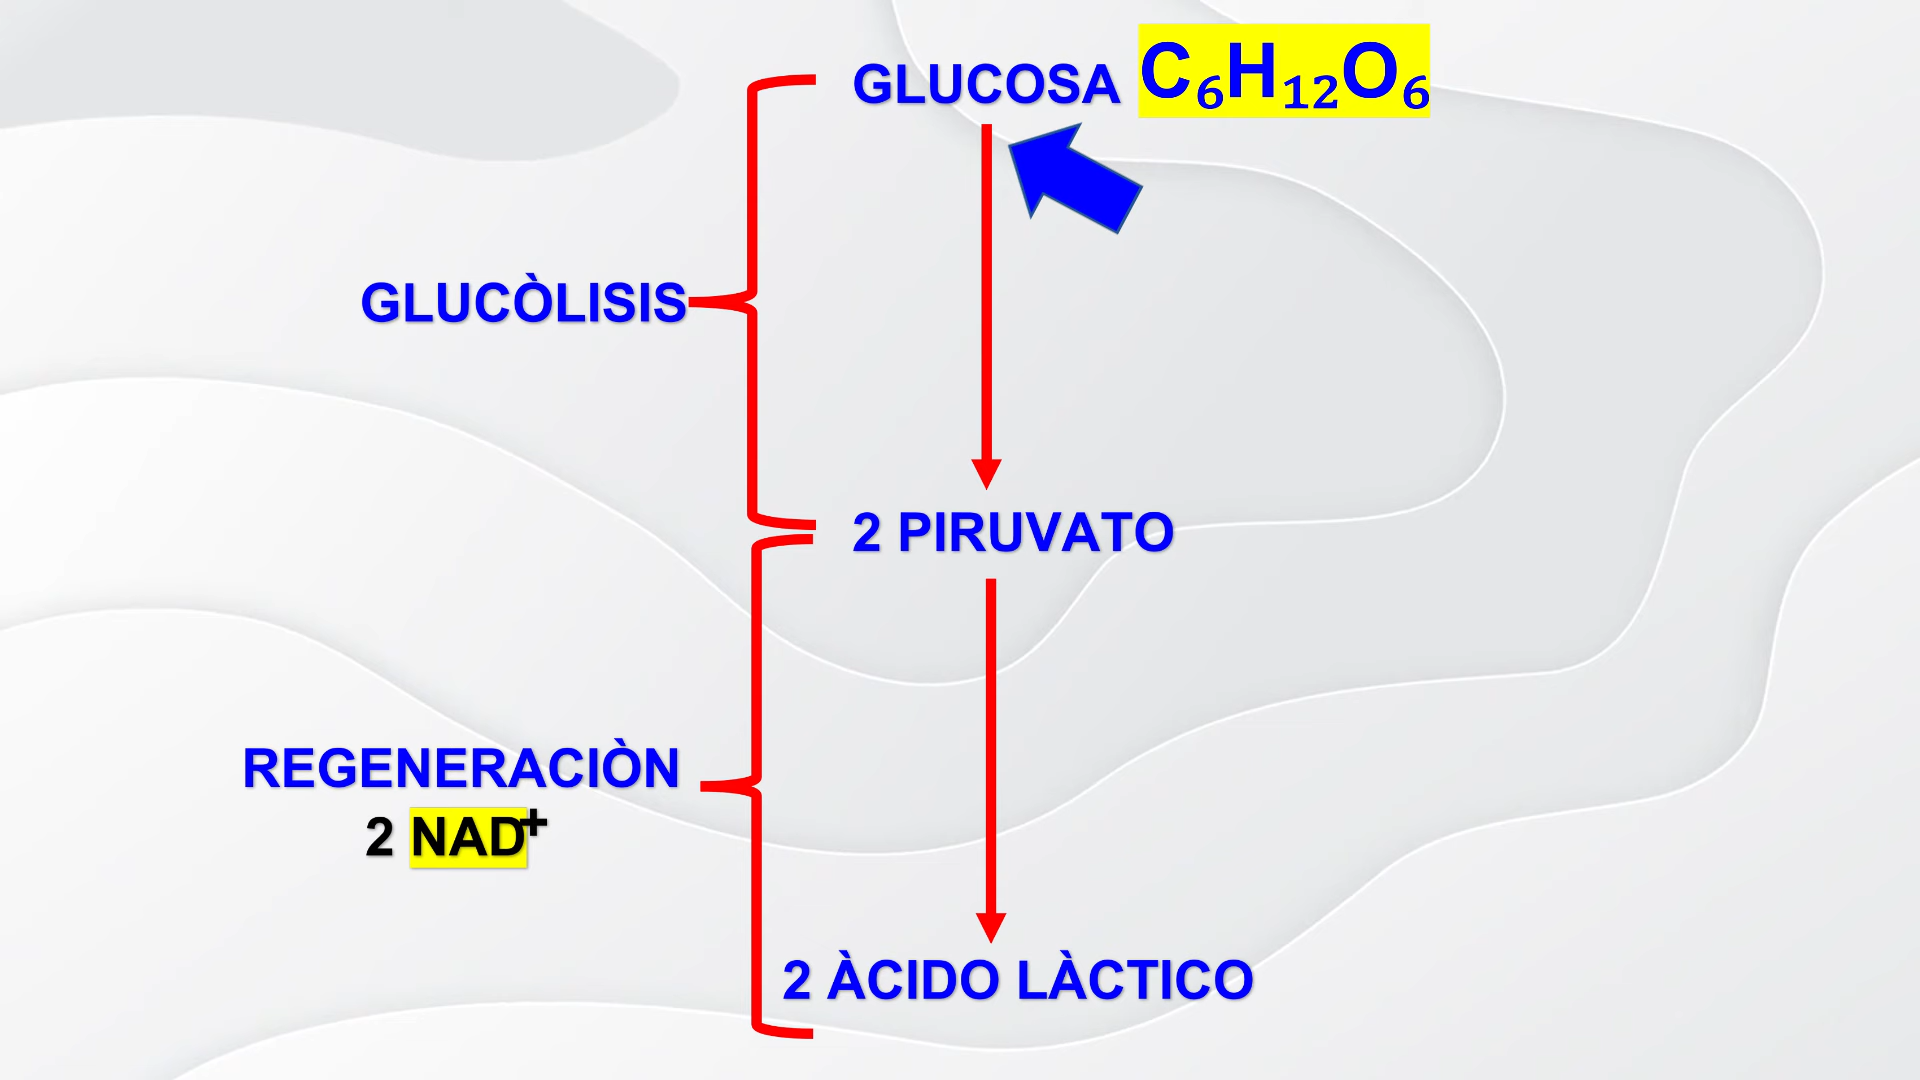 GLUCOSA C₆H₁₂O₆
GLUCÒLISIS
2 PIRUVATO
REGENERACIÒN
2 NAD⁺
2 ÀCIDO LÀCTICO